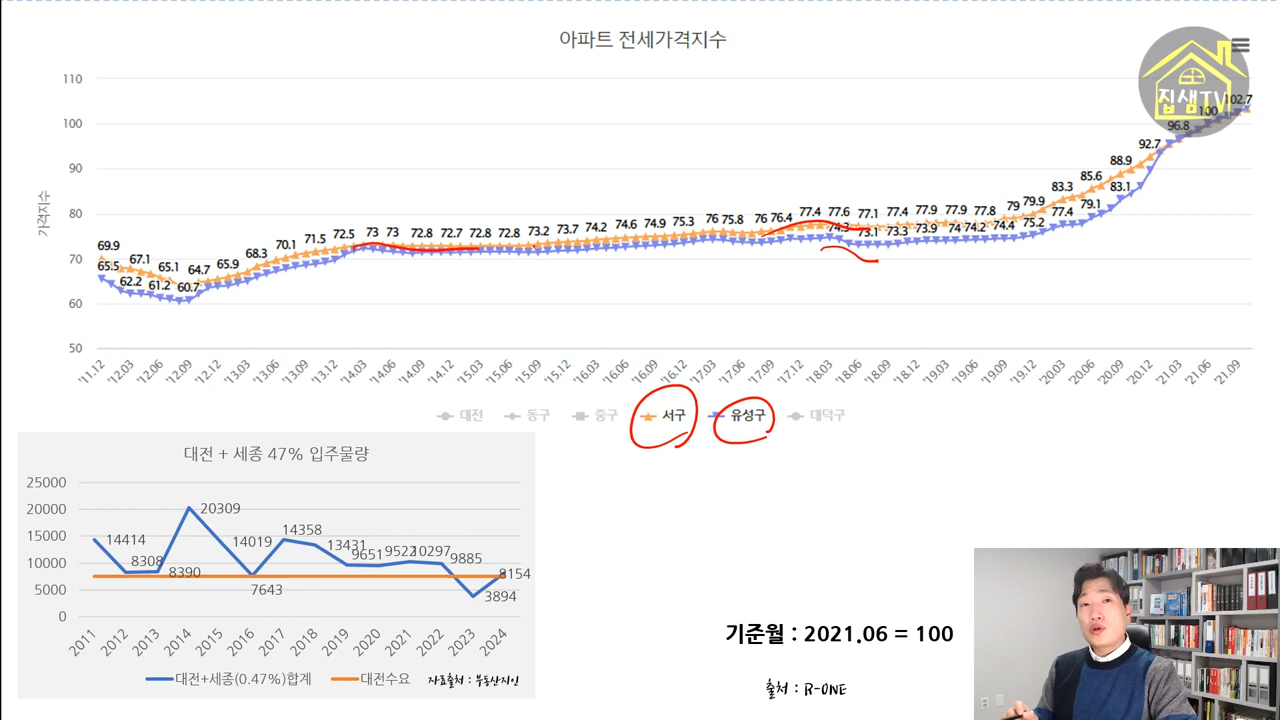 아파트 전세가격지수
집샘TV
110
100
90
80
70
60
50
가격지수
69.9 67.1 65.1 64.7 65.9 68.3 70.1 71.5 72.5 73 73 72.8 72.7 72.8 72.8 73.2 73.7 74.2 74.6 74.9 75.3 76 75.8 76 76.4 77.4 77.6 77.1 77.4 77.9 77.9 77.8 79 79.9 83.3 85.6 88.9 92.7 96.8 100 102.7
65.5 62.2 61.2 60.7 74.3 73.1 73.3 73.9 74 74.2 74.4 75.2 77.4 79.1 83.1
'11.12 '12.03 '12.06 '12.09 '12.12 '13.03 '13.06 '13.09 '13.12 '14.03 '14.06 '14.09 '14.12 '15.03 '15.06 '15.09 '15.12 '16.03 '16.06 '16.09 '16.12 '17.03 '17.06 '17.09 '17.12 '18.03 '18.06 '18.09 '18.12 '19.03 '19.06 '19.09 '19.12 '20.03 '20.06 '20.09 '20.12 '21.03 '21.06 '21.09
대전 동구 중구 서구 유성구 대덕구
대전 + 세종 47% 입주물량
25000
20000
15000
10000
5000
0
14414 8308 8390 20309 14019 7643 14358 13431 9651 9522 10297 9885 3894 8154
2011 2012 2013 2014 2015 2016 2017 2018 2019 2020 2021 2022 2023 2024
대전+세종(0.47%)합계 대전수요 자료출처 : 부동산지인
기준월 : 2021.06 = 100
출처 : R-ONE